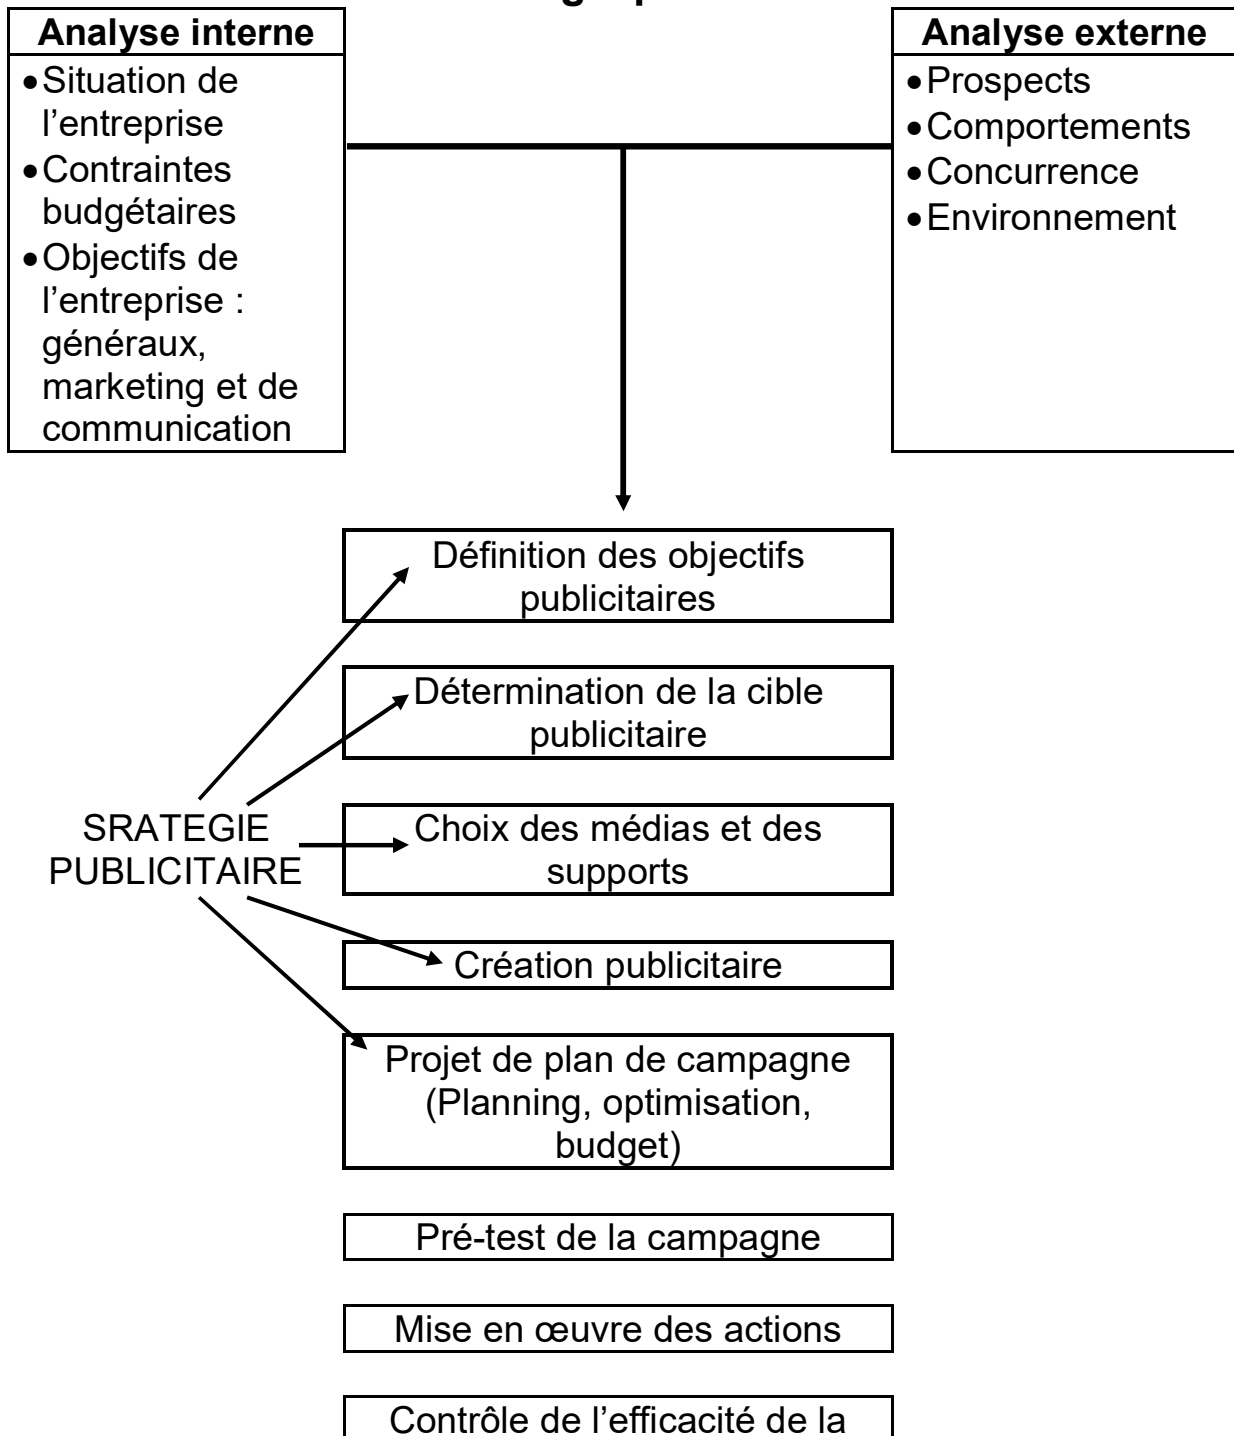 Analyse interne
•Situation de
l’entreprise
•Contraintes
budgétaires
•Objectifs de
l’entreprise :
généraux,
marketing et de
communication
Analyse externe
•Prospects
•Comportements
•Concurrence
•Environnement
Définition des objectifs
publicitaires
Détermination de la cible
publicitaire
SRATEGIE
PUBLICITAIRE
Choix des médias et des
supports
Création publicitaire
Projet de plan de campagne
(Planning, optimisation,
budget)
Pré-test de la campagne
Mise en œuvre des actions
Contrôle de l’efficacité de la